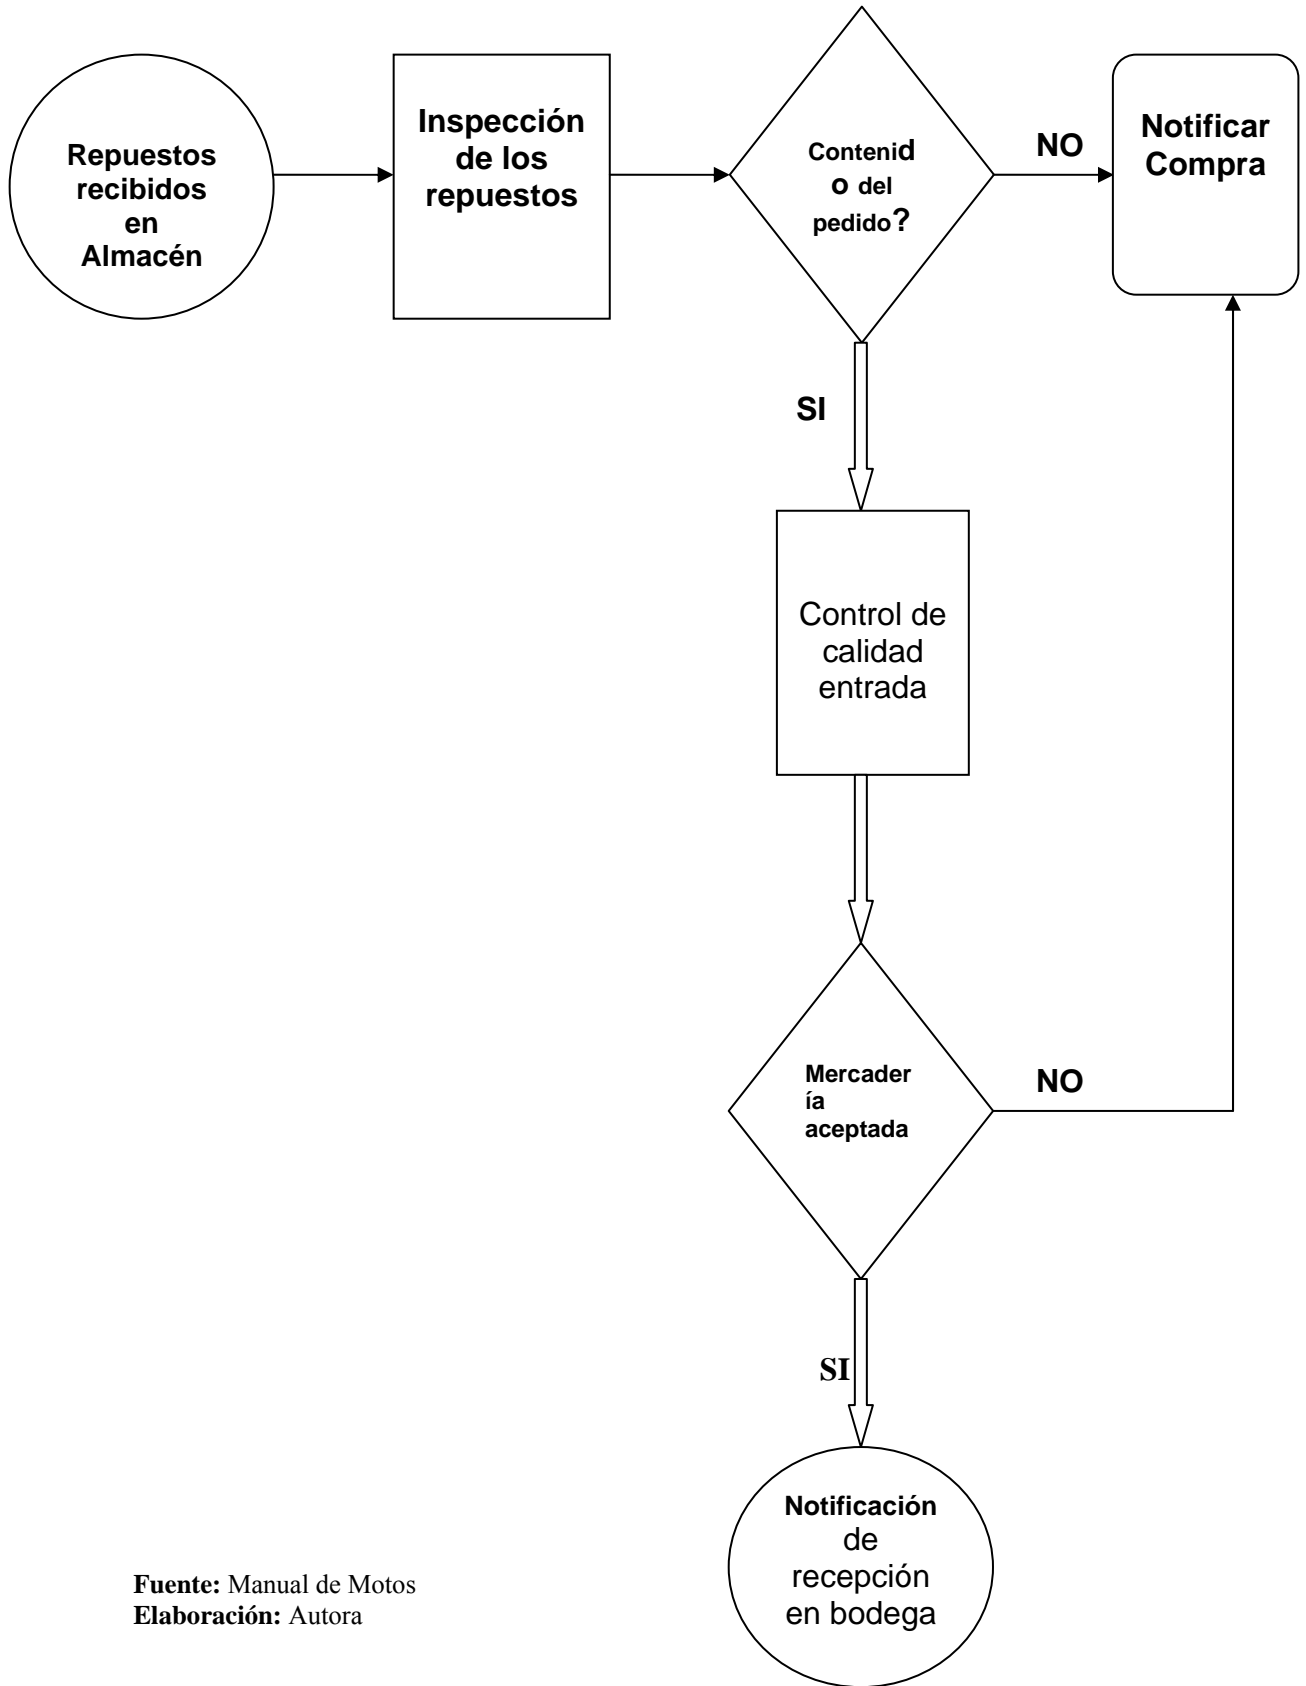 Repuestos
recibidos
en
Almacén
Inspección
de los
repuestos
Contenid
o del
pedido?
NO
Notificar
Compra
SI
Control de
calidad
entrada
Mercader
ía
aceptada
NO
SI
Notificación
de
recepción
en bodega
Fuente: Manual de Motos
Elaboración: Autora